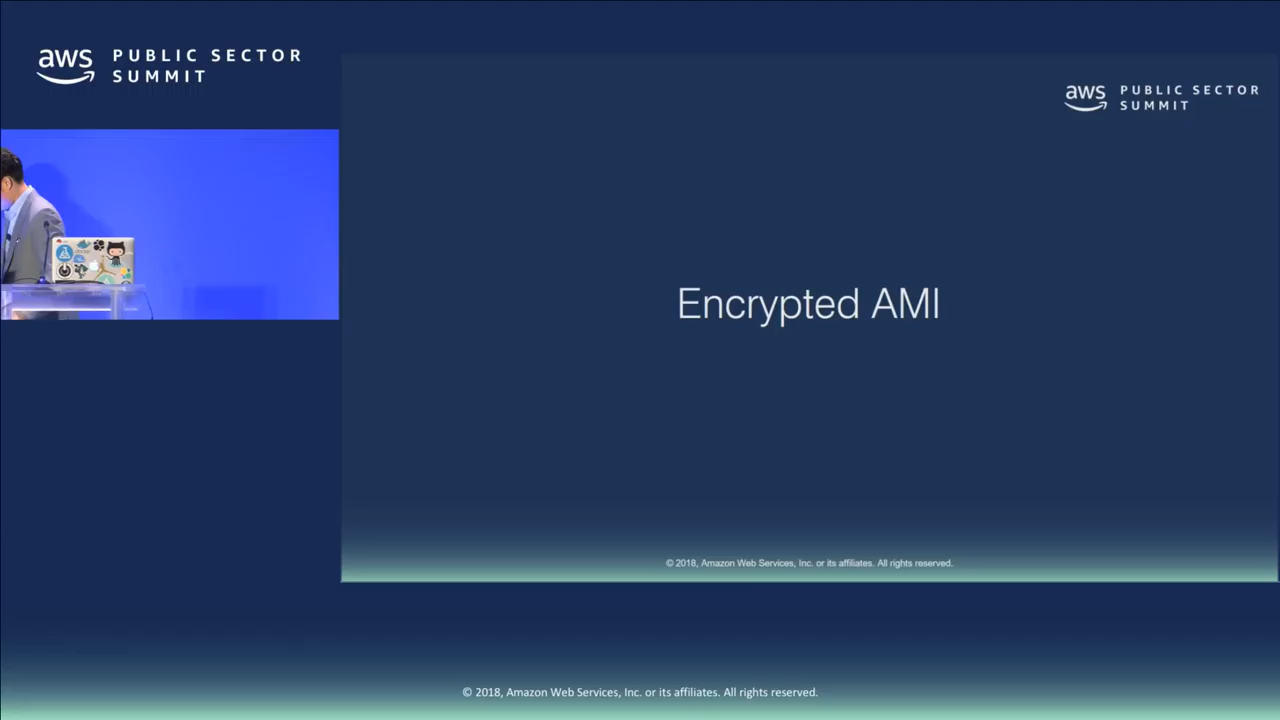 aws PUBLIC SECTOR
SUMMIT
aws PUBLIC SECTOR
SUMMIT
Encrypted AMI
© 2018, Amazon Web Services, Inc. or its affiliates. All rights reserved.
© 2018, Amazon Web Services, Inc. or its affiliates. All rights reserved.